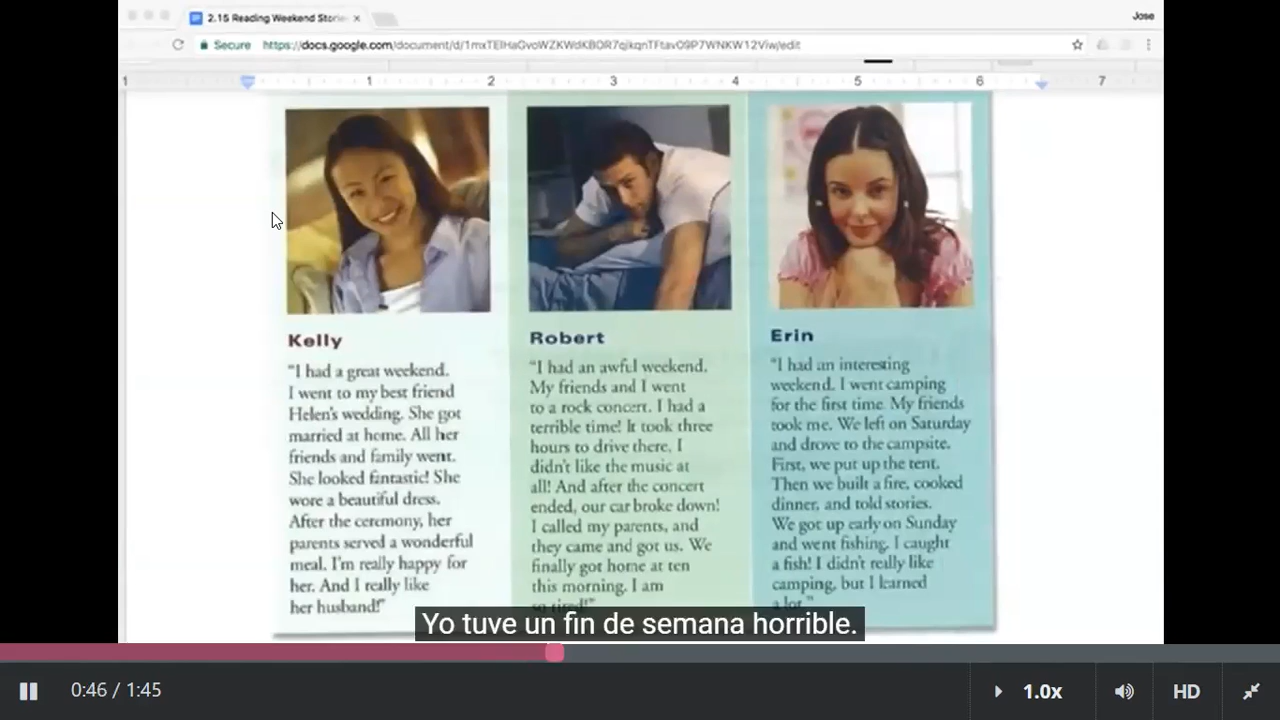 2.15 Reading Weekend Storie
Jose
Secure https://docs.google.com/document/d/
/edit
1 1 2 3 4 5 6 7
Kelly
"I had a great weekend.
I went to my best friend
Helen's wedding. She got
married at home. All her
friends and family went.
She looked fantastic! She
wore a beautiful dress.
After the ceremony, her
parents served a wonderful
meal. I'm really happy for
her. And I really like
her husband!"
Robert
"I had an awful weekend.
My friends and I went
to a rock concert. I had a
terrible time! It took three
hours to drive there. I
didn't like the music at
all! And after the concert
ended, our car broke down!
I called my parents, and
they came and got us. We
finally got home at ten
this morning. I am
so tired!"
Erin
"I had an interesting
weekend. I went camping
for the first time. My friends
took me. We left on Saturday
and drove to the campsite.
First, we put up the tent.
Then we built a fire, cooked
dinner, and told stories.
We got up early on Sunday
and went fishing. I caught
a fish! I didn't really like
camping, but I learned
a lot."
Yo tuve un fin de semana horrible.
0:46 / 1:45
1.0x
HD